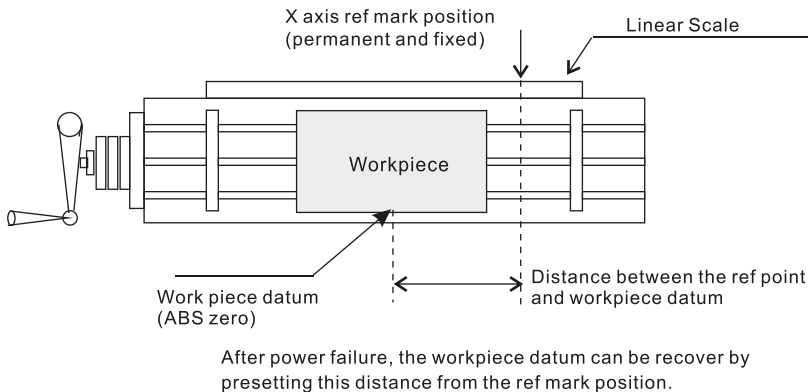 X axis ref mark position
(permanent and fixed)
Linear Scale
Workpiece
Work piece datum
(ABS zero)
Distance between the ref point
and workpiece datum
After power failure, the workpiece datum can be recover by
presetting this distance from the ref mark position.